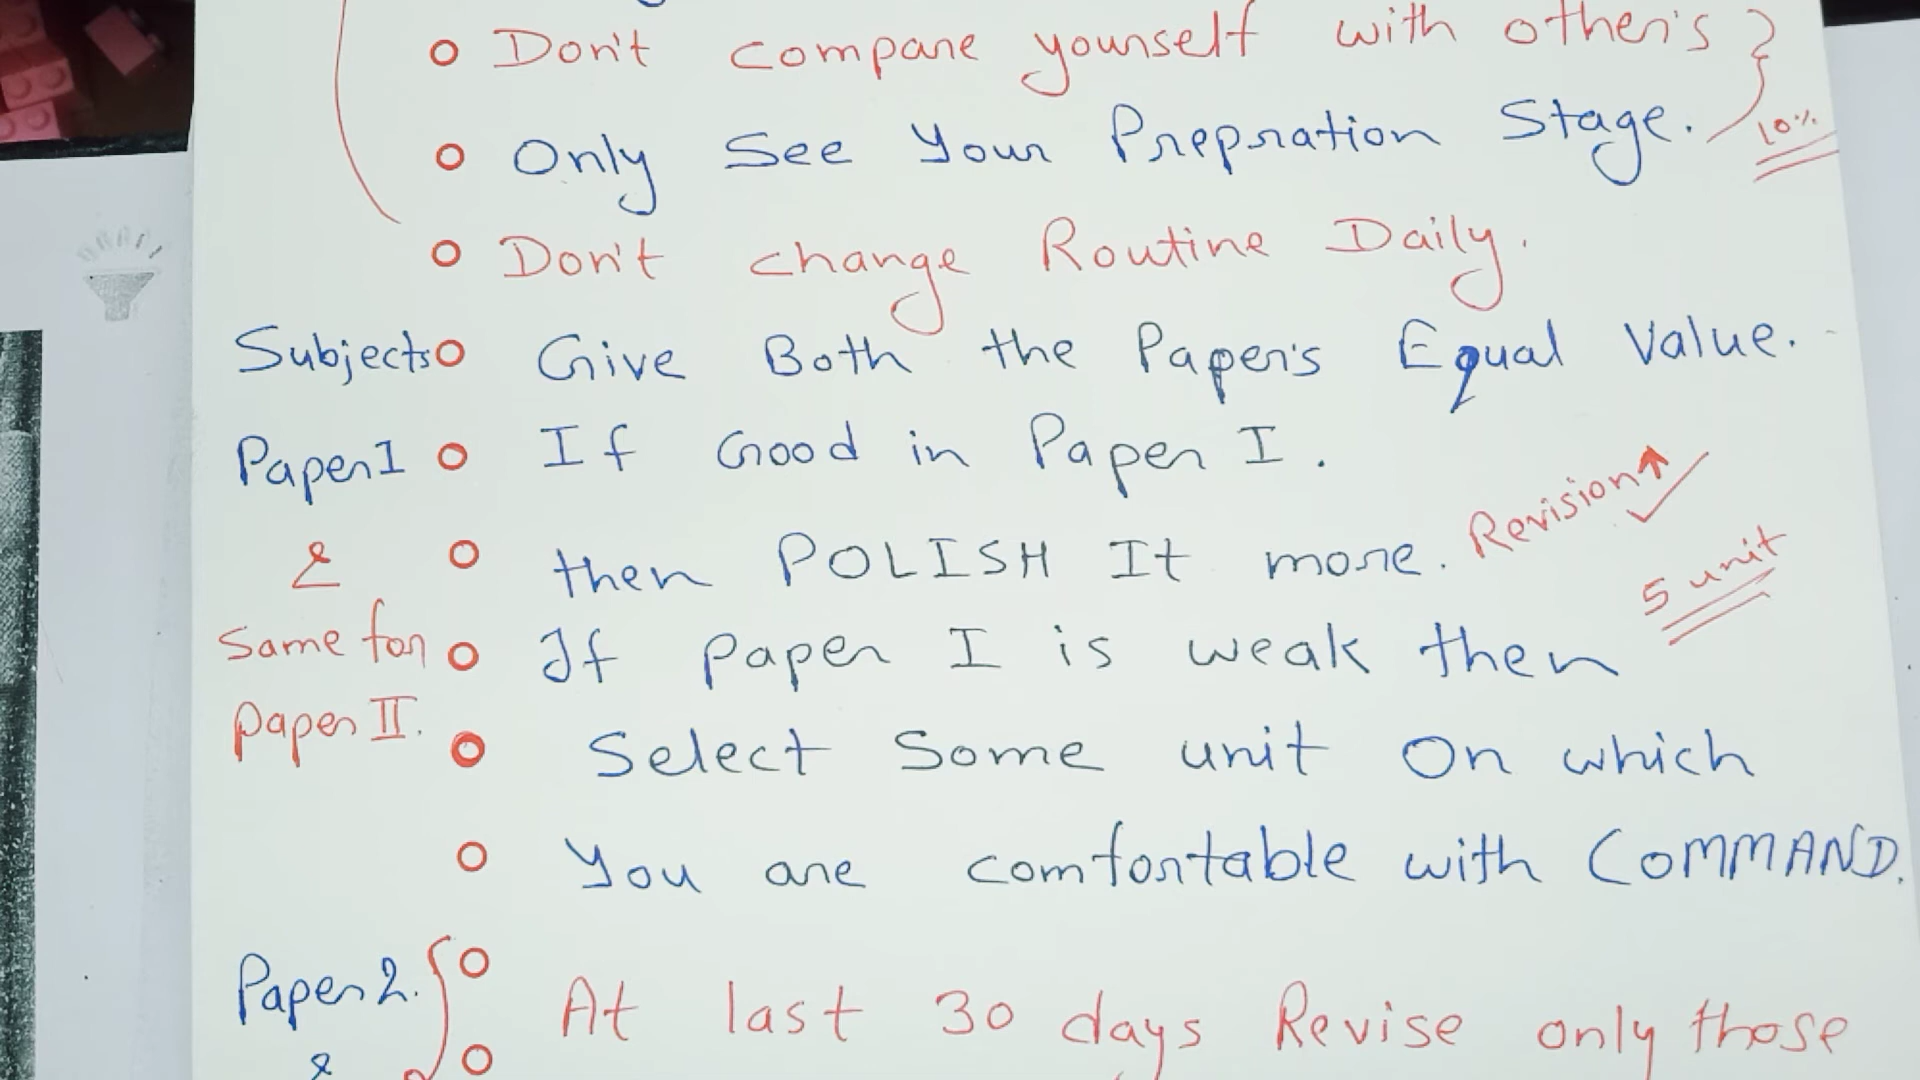 Don't compare yourself with other's
Only See Your Preprration Stage. 10%
Don't change Routine Daily.
Subjects Give Both the Paper's Equal Value.
Paper 1 If Good in Paper I.
& then POLISH It more. Revision↑
5 unit
Same for If paper I is weak then
paper II. Select Some unit On which
You are comfortable with COMMAND.
Paper 2. At last 30 days Revise only those
&